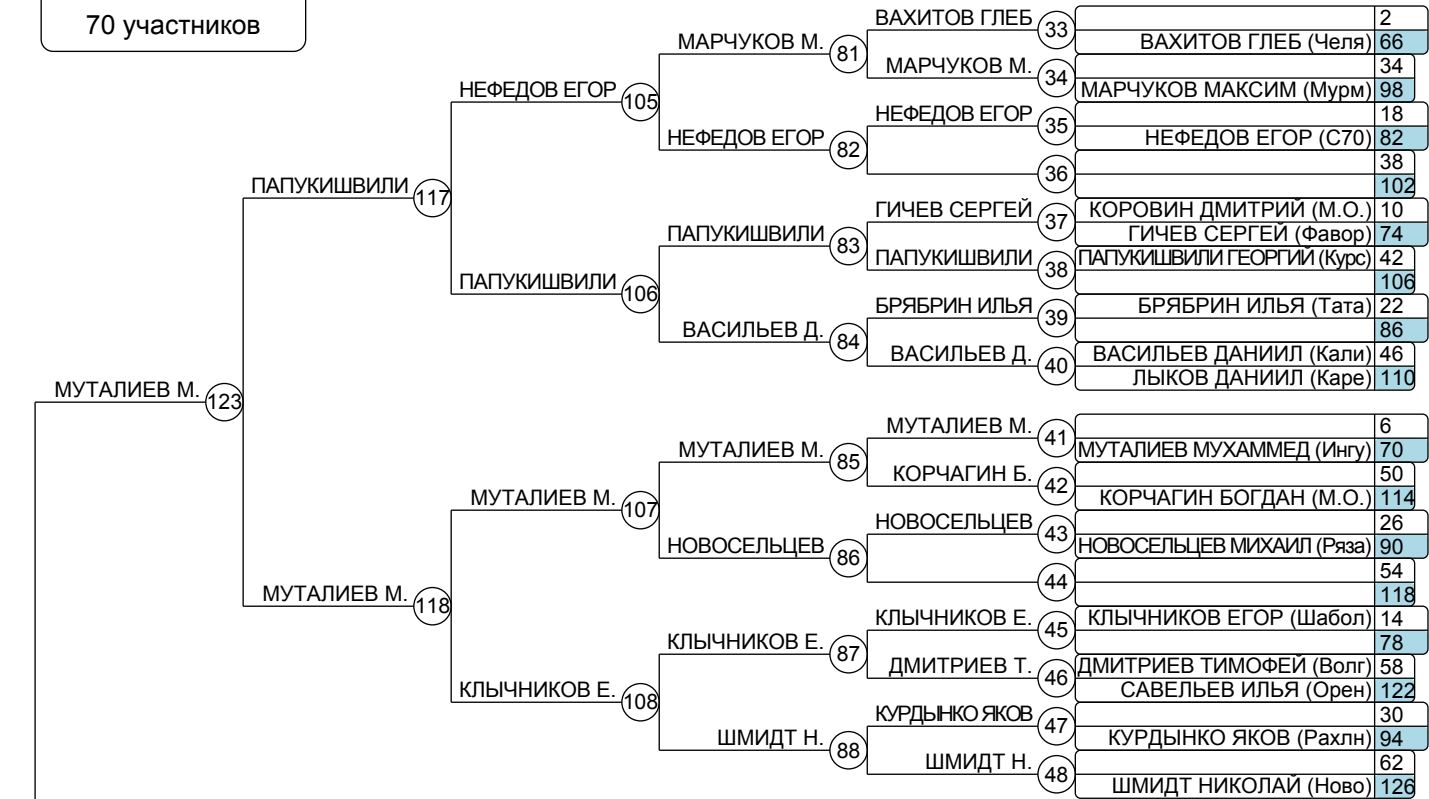 70 участников
ВАХИТОВ ГЛЕБ 33 2
МАРЧУКОВ М. 81 ВАХИТОВ ГЛЕБ (Челя) 66
МАРЧУКОВ М. 34 34
НЕФЕДОВ ЕГОР 105 МАРЧУКОВ МАКСИМ (Мурм) 98
НЕФЕДОВ ЕГОР 35 18
НЕФЕДОВ ЕГОР 82 НЕФЕДОВ ЕГОР (С70) 82
36 38
ПАПУКИШВИЛИ 117 102
ГИЧЕВ СЕРГЕЙ 37 КОРОВИН ДМИТРИЙ (М.О.) 10
ПАПУКИШВИЛИ 83 ГИЧЕВ СЕРГЕЙ (Фавор) 74
ПАПУКИШВИЛИ 38 ПАПУКИШВИЛИ ГЕОРГИЙ (Курс) 42
ПАПУКИШВИЛИ 106 106
БРЯБРИН ИЛЬЯ 39 БРЯБРИН ИЛЬЯ (Тата) 22
ВАСИЛЬЕВ Д. 84 86
ВАСИЛЬЕВ Д. 40 ВАСИЛЬЕВ ДАНИИЛ (Кали) 46
ЛЫКОВ ДАНИИЛ (Каре) 110
МУТАЛИЕВ М. 123
МУТАЛИЕВ М. 41 6
МУТАЛИЕВ М. 85 МУТАЛИЕВ МУХАММЕД (Ингу) 70
КОРЧАГИН Б. 42 50
МУТАЛИЕВ М. 107 КОРЧАГИН БОГДАН (М.О.) 114
НОВОСЕЛЬЦЕВ 43 26
НОВОСЕЛЬЦЕВ 86 НОВОСЕЛЬЦЕВ МИХАИЛ (Ряза) 90
44 54
МУТАЛИЕВ М. 118 118
КЛЫЧНИКОВ Е. 45 КЛЫЧНИКОВ ЕГОР (Шабол) 14
КЛЫЧНИКОВ Е. 87 78
ДМИТРИЕВ Т. 46 ДМИТРИЕВ ТИМОФЕЙ (Волг) 58
КЛЫЧНИКОВ Е. 108 САВЕЛЬЕВ ИЛЬЯ (Орен) 122
КУРДЫНКО ЯКОВ 47 30
ШМИДТ Н. 88 КУРДЫНКО ЯКОВ (Рахлн) 94
ШМИДТ Н. 48 62
ШМИДТ НИКОЛАЙ (Ново) 126